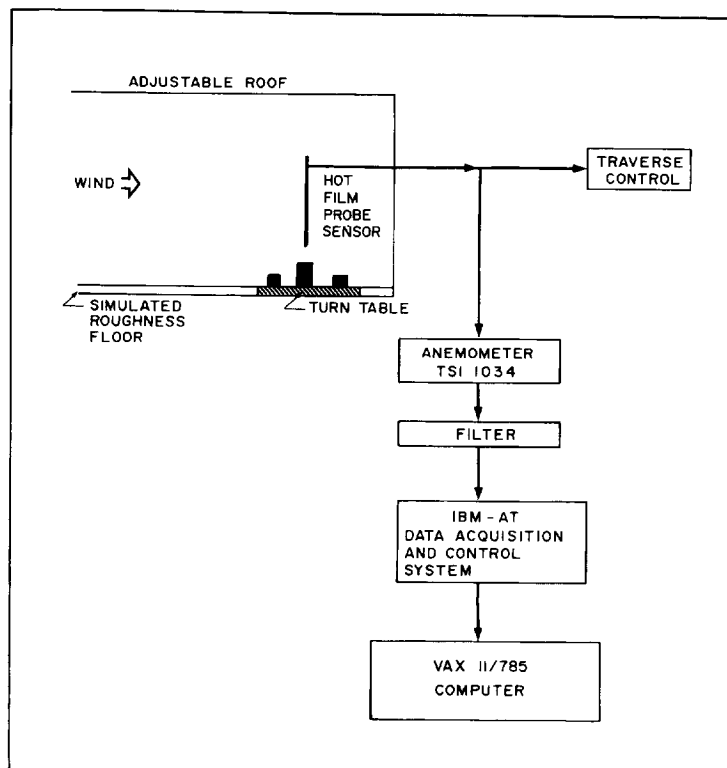 ADJUSTABLE ROOF
WIND
HOT
FILM
PROBE
SENSOR
TRAVERSE
CONTROL
SIMULATED
ROUGHNESS
FLOOR
TURN TABLE
ANEMOMETER
TSI 1034
FILTER
IBM-AT
DATA ACQUISITION
AND CONTROL
SYSTEM
VAX 11/785
COMPUTER